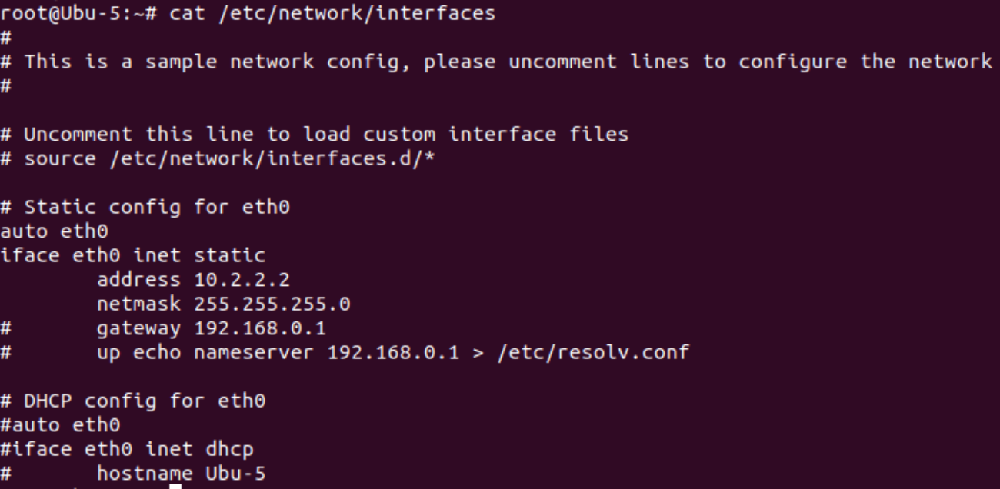 root@Ubu-5:~# cat /etc/network/interfaces
#
# This is a sample network config, please uncomment lines to configure the network
#

# Uncomment this line to load custom interface files
# source /etc/network/interfaces.d/*

# Static config for eth0
auto eth0
iface eth0 inet static
        address 10.2.2.2
        netmask 255.255.255.0
#       gateway 192.168.0.1
#       up echo nameserver 192.168.0.1 > /etc/resolv.conf

# DHCP config for eth0
#auto eth0
#iface eth0 inet dhcp
#       hostname Ubu-5